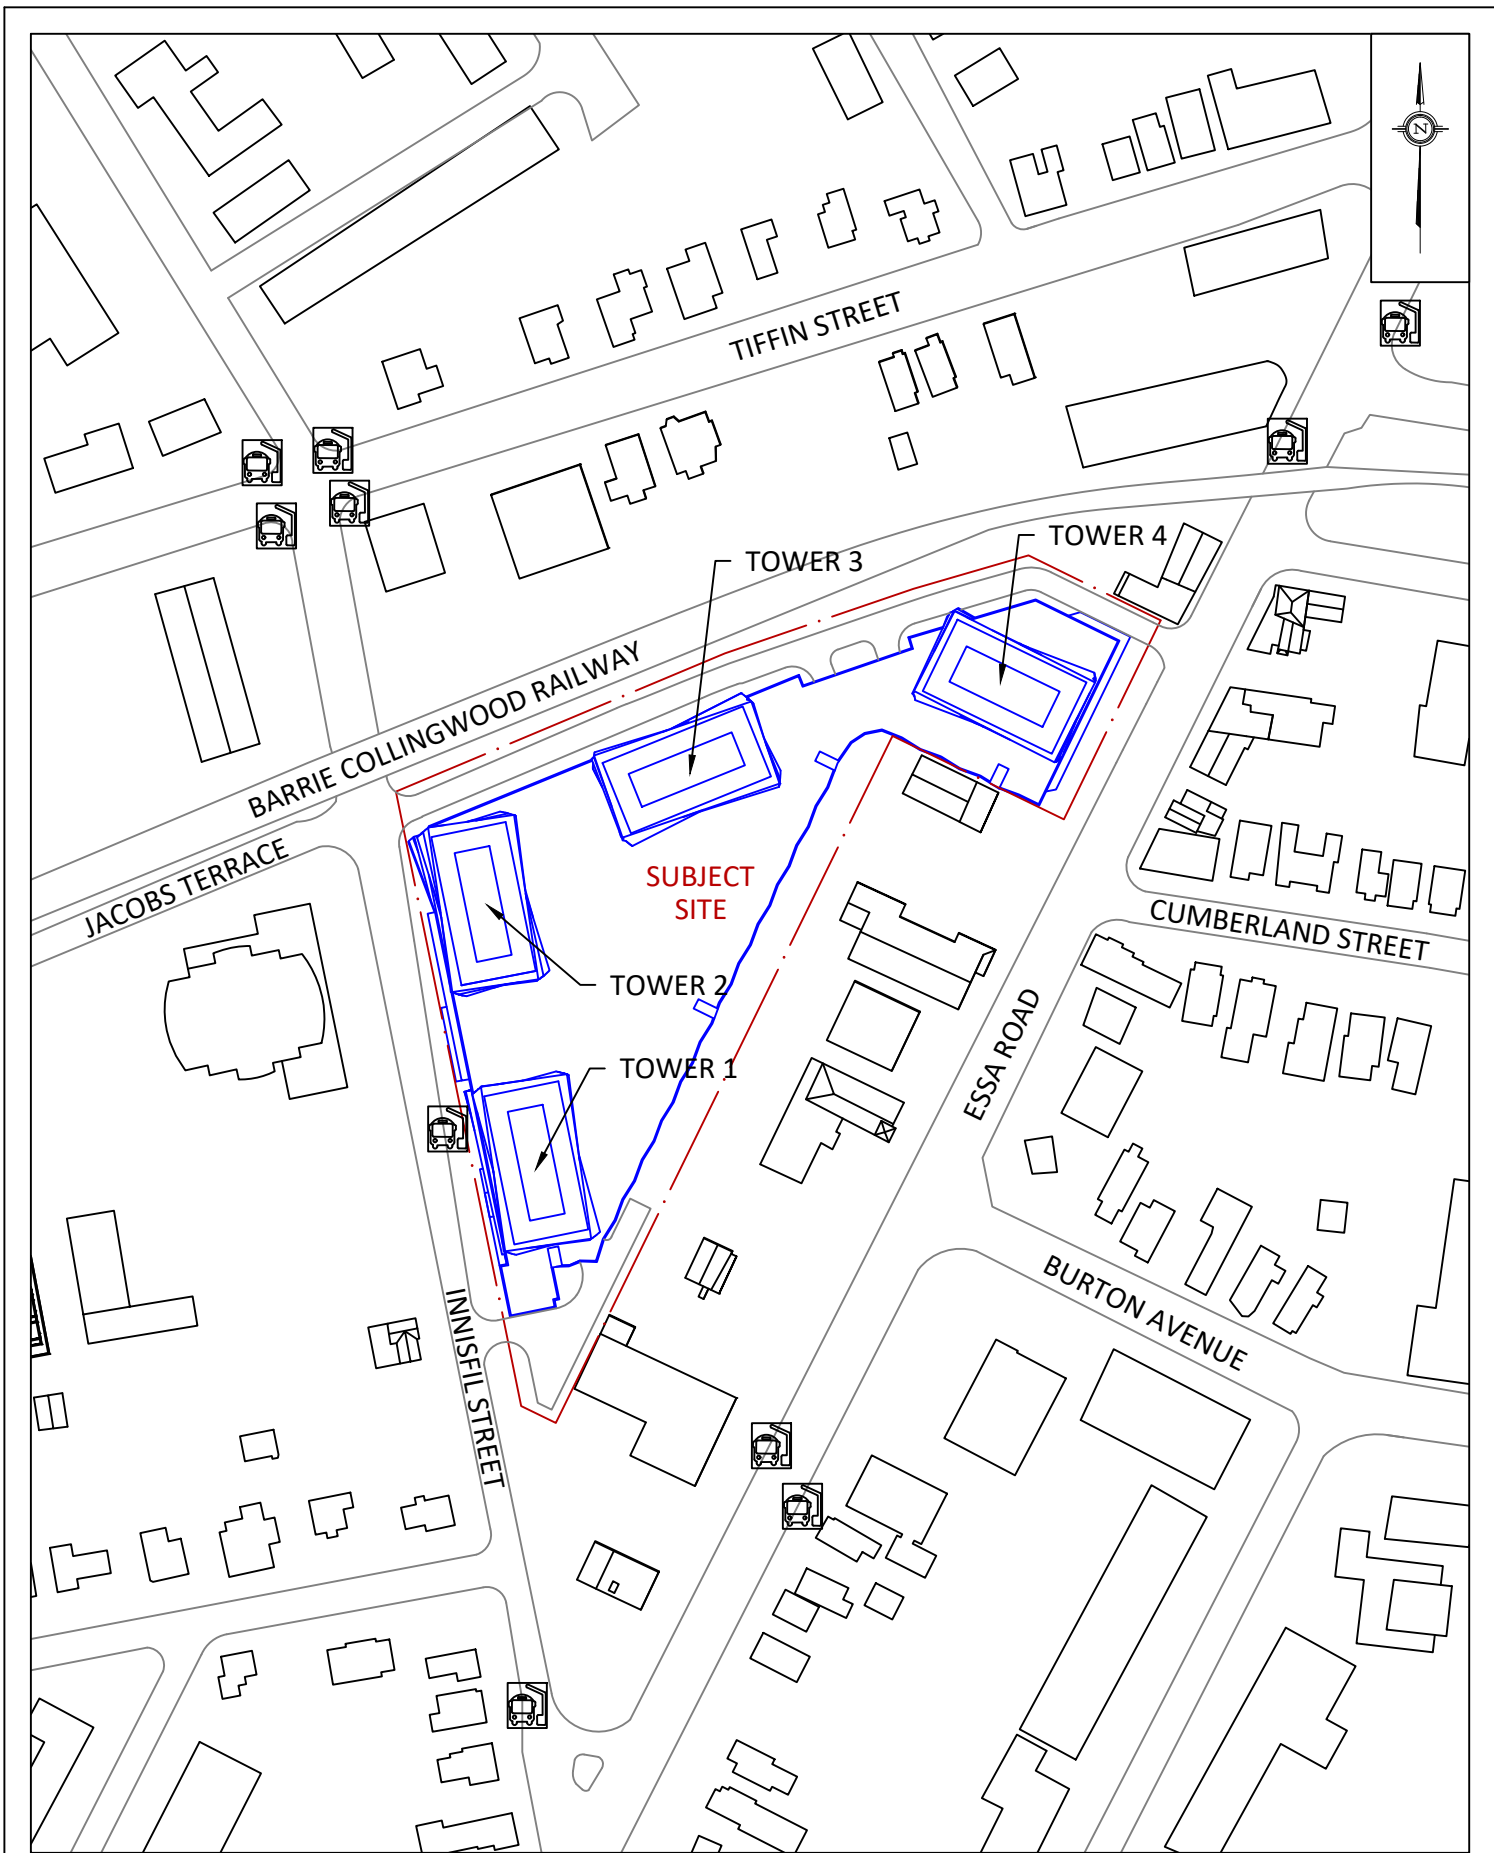 N
TIFFIN STREET
TOWER 4
TOWER 3
BARRIE COLLINGWOOD RAILWAY
JACOBS TERRACE
SUBJECT
SITE
CUMBERLAND STREET
TOWER 2
ESSA ROAD
TOWER 1
BURTON AVENUE
INNISFIL STREET